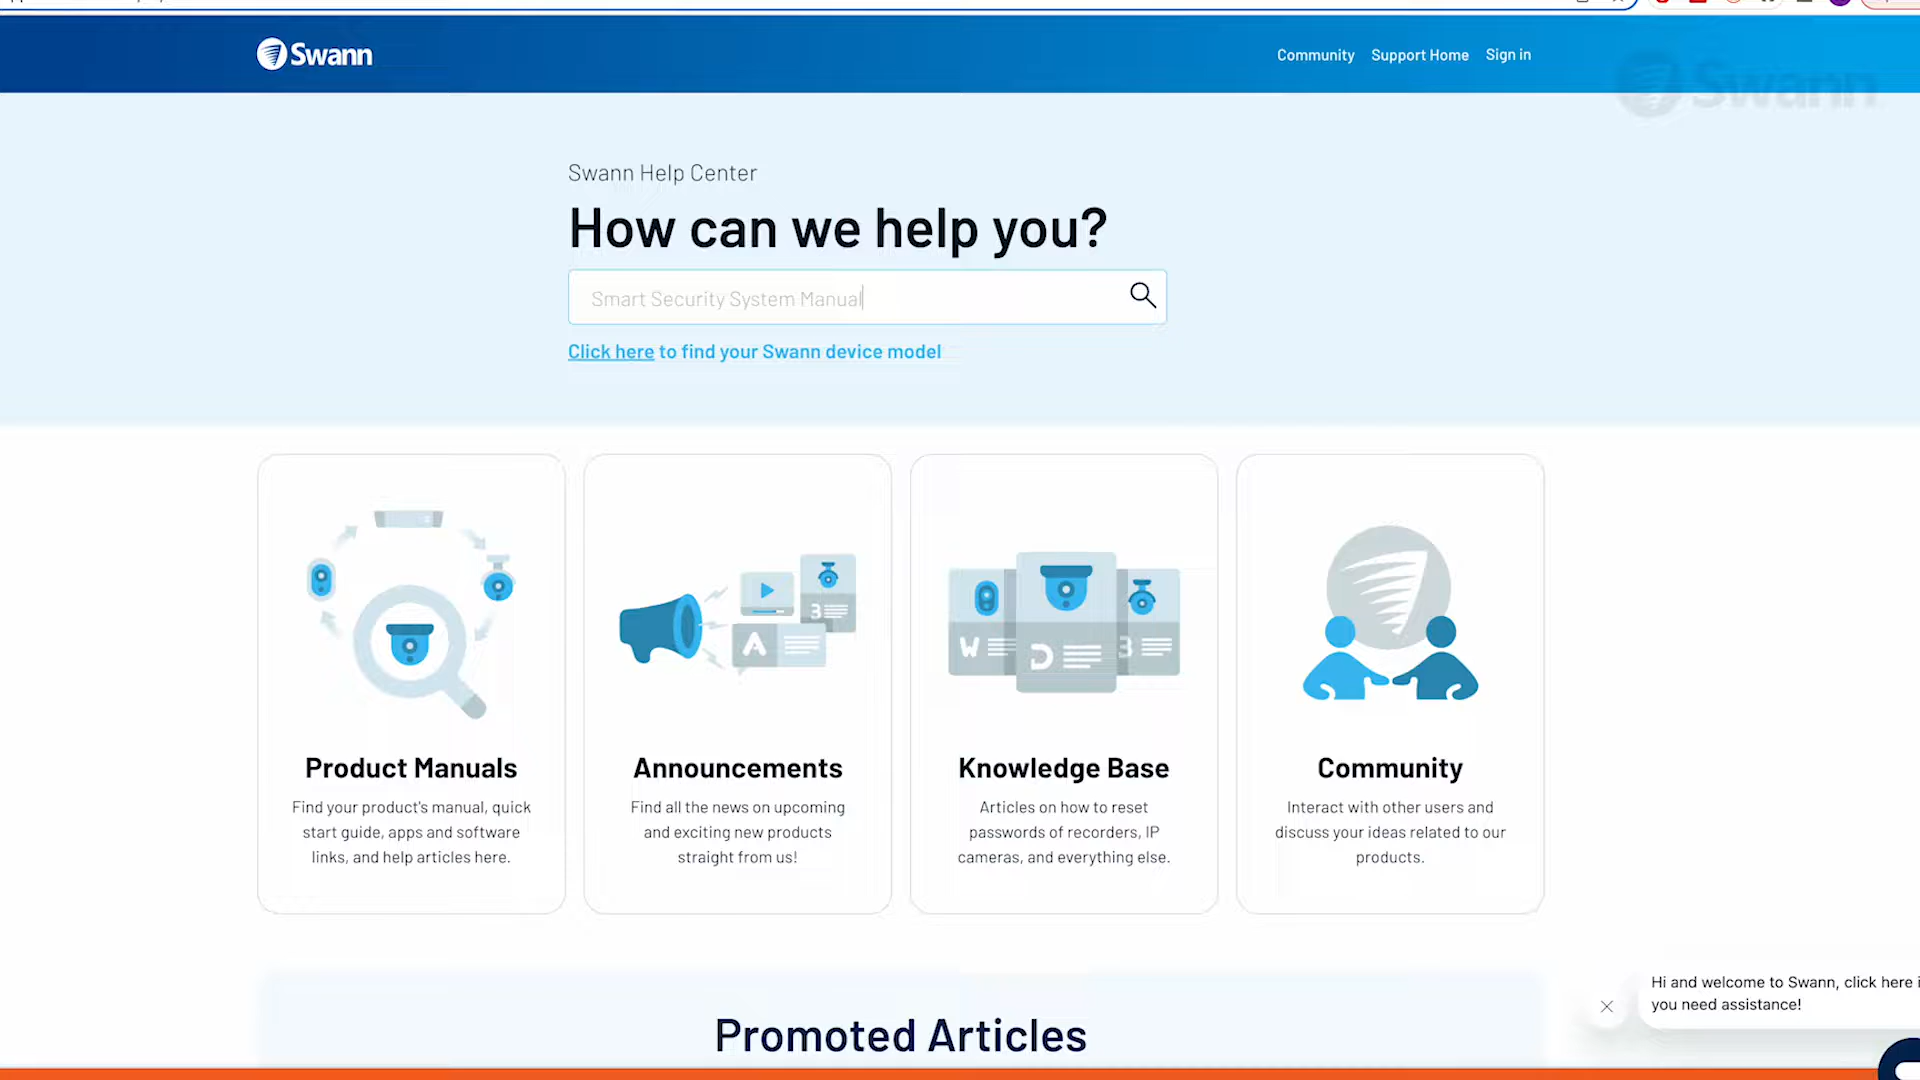 Swann
Community
Support Home
Sign in
Swann
Swann Help Center
How can we help you?
Smart Security System Manual
Click here to find your Swann device model
W
D
3
A
3
Product Manuals
Find your product's manual, quick
start guide, apps and software
links, and help articles here.
Announcements
Find all the news on upcoming
and exciting new products
straight from us!
Knowledge Base
Articles on how to reset
passwords of recorders, IP
cameras, and everything else.
Community
Interact with other users and
discuss your ideas related to our
products.
Hi and welcome to Swann, click here
you need assistance!
Promoted Articles